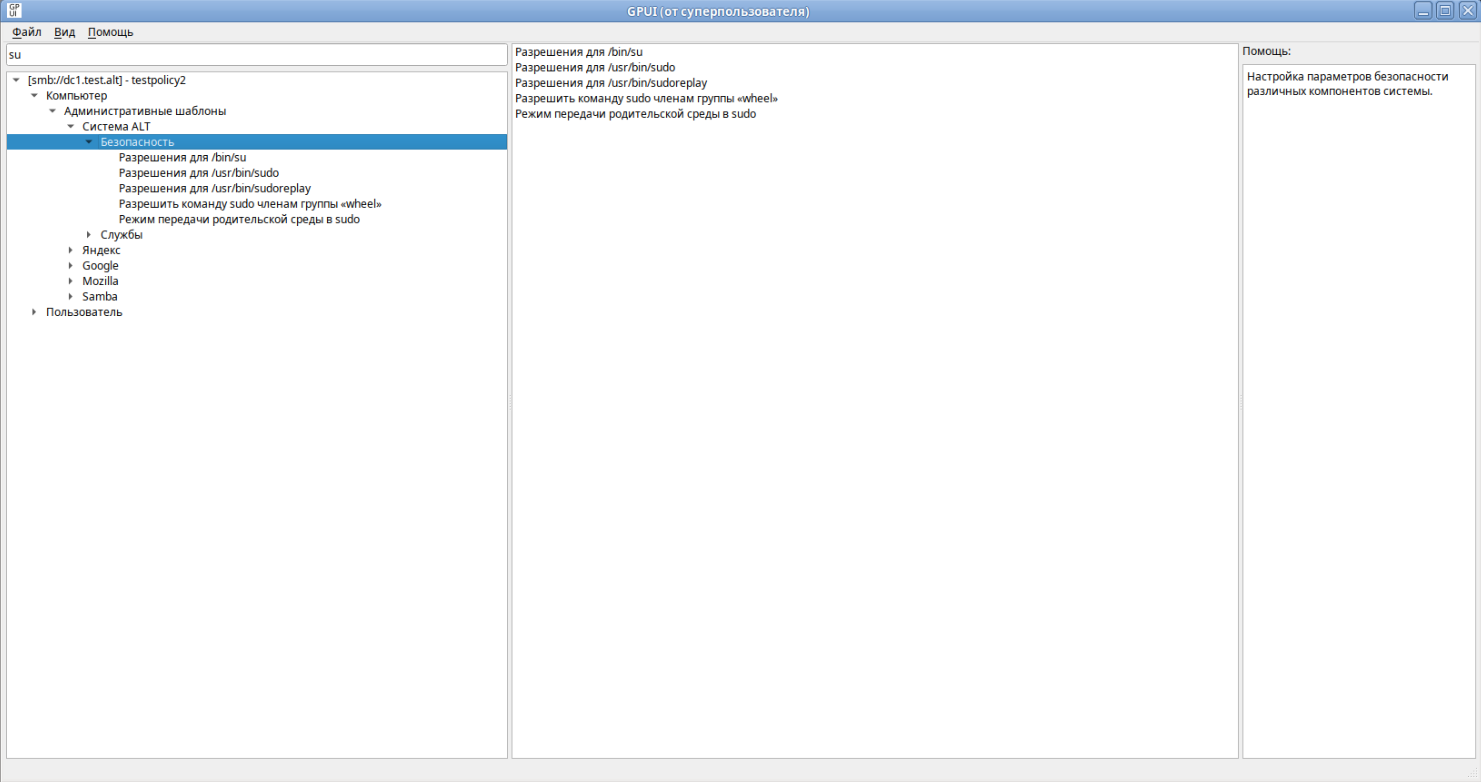 GP
UI
GPUI (от суперпользователя)
Файл Вид Помощь
su
[smb://dc1.test.alt] - testpolicy2
Компьютер
Административные шаблоны
Система ALT
Безопасность
Разрешения для /bin/su
Разрешения для /usr/bin/sudo
Разрешения для /usr/bin/sudoreplay
Разрешить команду sudo членам группы «wheel»
Режим передачи родительской среды в sudo
Службы
Яндекс
Google
Mozilla
Samba
Пользователь
Разрешения для /bin/su
Разрешения для /usr/bin/sudo
Разрешения для /usr/bin/sudoreplay
Разрешить команду sudo членам группы «wheel»
Режим передачи родительской среды в sudo
Помощь:
Настройка параметров безопасности
различных компонентов системы.